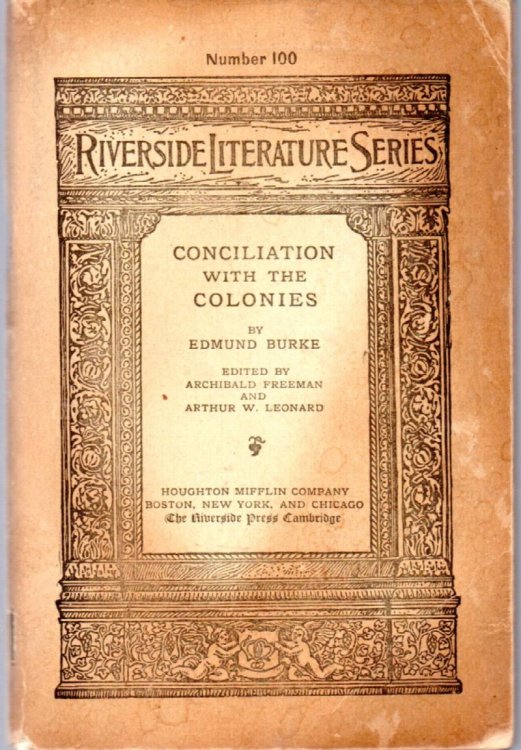 Number 100
RIVERSIDE LITERATURE SERIES
CONCILIATION
WITH THE
COLONIES
BY
EDMUND BURKE
EDITED BY
ARCHIBALD FREEMAN
AND
ARTHUR W. LEONARD
HOUGHTON MIFFLIN COMPANY
BOSTON, NEW YORK, AND CHICAGO
The Riverside Press Cambridge